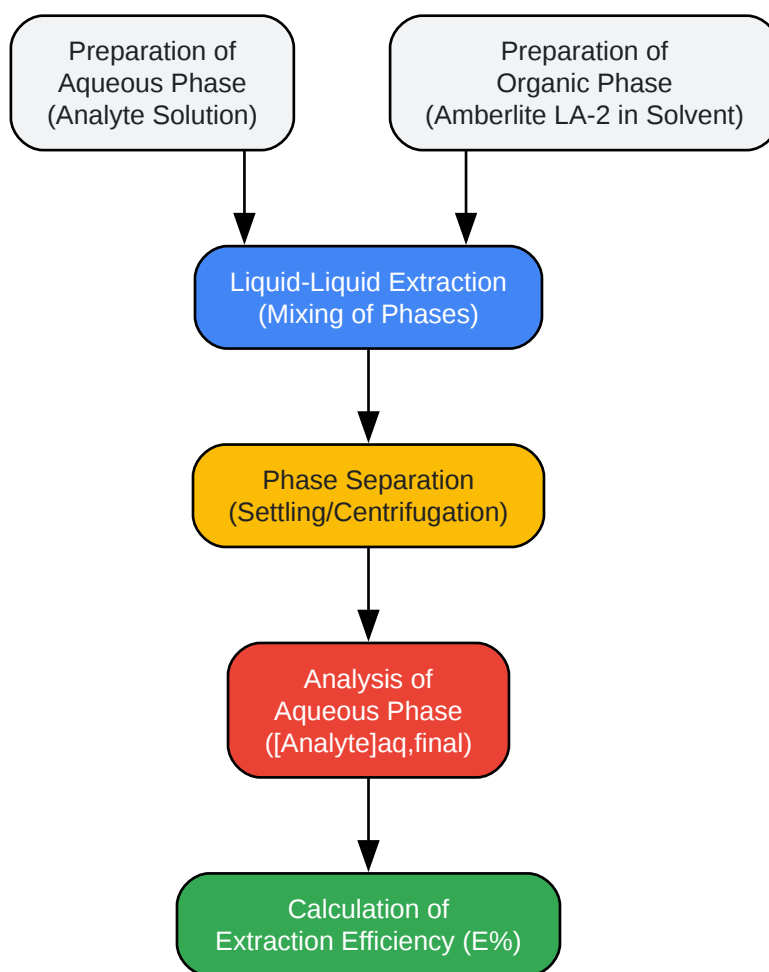 Preparation of
Aqueous Phase
(Analyte Solution)
Preparation of
Organic Phase
(Amberlite LA-2 in Solvent)
Liquid-Liquid Extraction
(Mixing of Phases)
Phase Separation
(Settling/Centrifugation)
Analysis of
Aqueous Phase
([Analyte]aq,final)
Calculation of
Extraction Efficiency (E%)